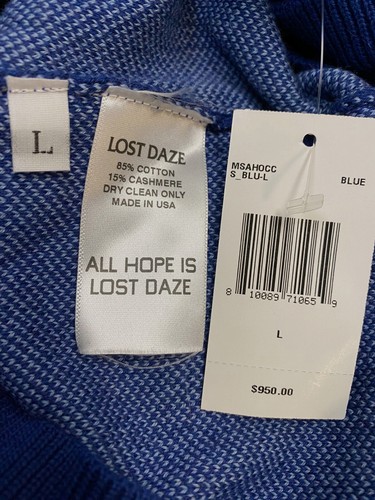 L
LOST DAZE
85% COTTON
15% CASHMERE
DRY CLEAN ONLY
MADE IN USA
ALL HOPE IS
LOST DAZE
MSAHOCC
S_BLU-L
BLUE
8 10089 71065 9
L
$950.00